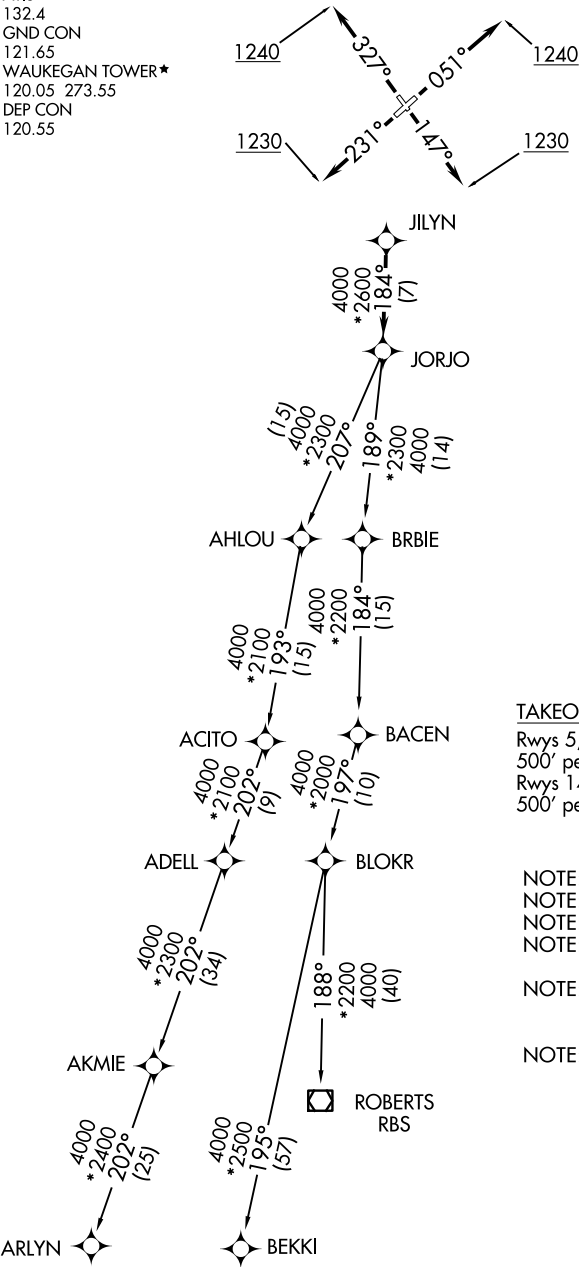 132.4
GND CON
121.65
WAUKEGAN TOWER★
120.05 273.55
DEP CON
120.55
1240
327°
051°
1240
1230
231°
147°
1230
JILYN
4000
*2600
184°
(7)
JORJO
(15)
4000
*2300
207°
189°
*2300
4000
(14)
AHLOU
BRBIE
4000
*2100
193°
(15)
4000
*2200
184°
(15)
ACITO
BACEN
TAKEO
Rwys 5,
500' pe
Rwys 14
500' pe
4000
*2100
202°
(9)
4000
*2000
197°
(10)
ADELL
BLOKR
NOTE
NOTE
NOTE
NOTE
NOTE
NOTE
4000
*2300
202°
(34)
188°
*2200
4000
(40)
AKMIE
ROBERTS
RBS
4000
*2400
202°
(25)
4000
*2500
195°
(57)
ARLYN
BEKKI